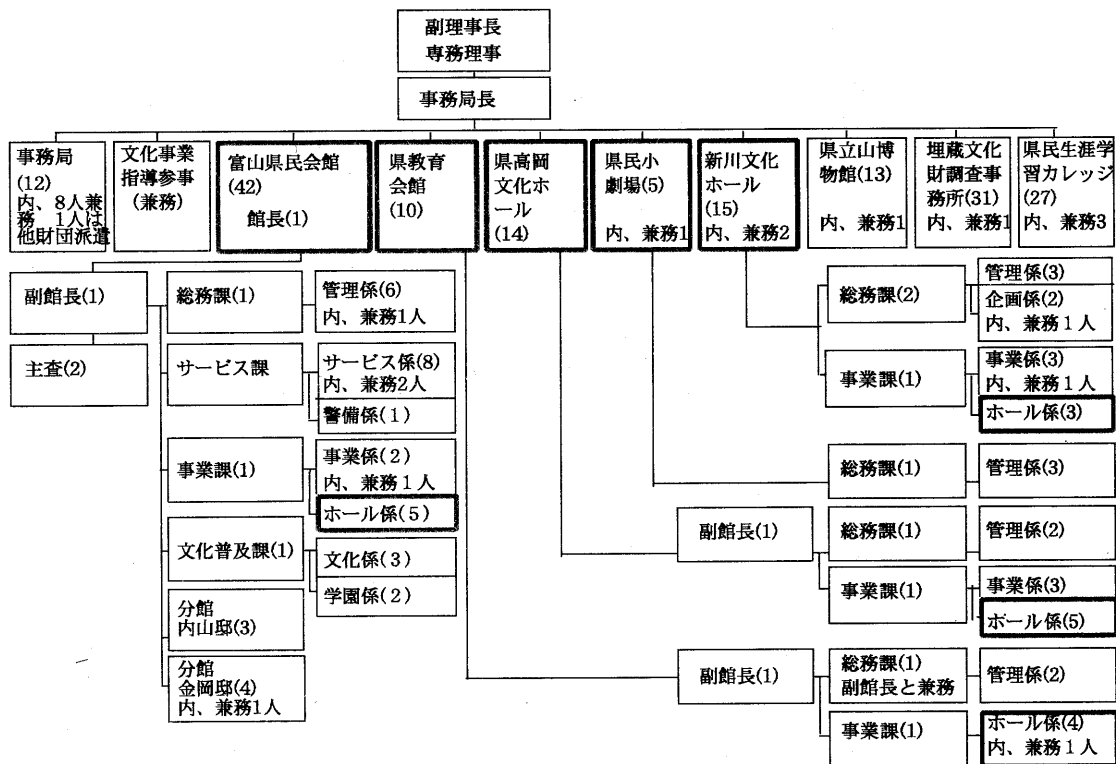 副理事長
専務理事
事務局長
事務局
(12)
内、8人兼
務 1人は
他財団派遣
文化事業
指導参事
(兼務)
富山県民会館
(42)
館長(1)
県教育
会館
(10)
県高岡
文化ホ
ール
(14)
県民小
劇場(5)
内、兼務1
新川文化
ホール
(15)
内、兼務2
県立山博
物館(13)
内、兼務1
埋蔵文化
財調査事
務所(31)
内、兼務1
県民生涯学
習カレッジ
(27)
内、兼務3
副館長(1)
主査(2)
総務課(1)
管理係(6)
内、兼務1人
サービス課
サービス係(8)
内、兼務2人
警備係(1)
事業課(1)
事業係(2)
内、兼務1人
ホール係(5)
文化普及課(1)
文化係(3)
学園係(2)
分館
内山邸(3)
分館
金岡邸(4)
内、兼務1人
総務課(2)
管理係(3)
企画係(2)
内、兼務1人
事業課(1)
事業係(3)
内、兼務1人
ホール係(3)
総務課(1)
管理係(3)
副館長(1)
総務課(1)
管理係(2)
事業課(1)
事業係(3)
ホール係(5)
副館長(1)
総務課(1)
副館長と兼務
管理係(2)
事業課(1)
ホール係(4)
内、兼務1人